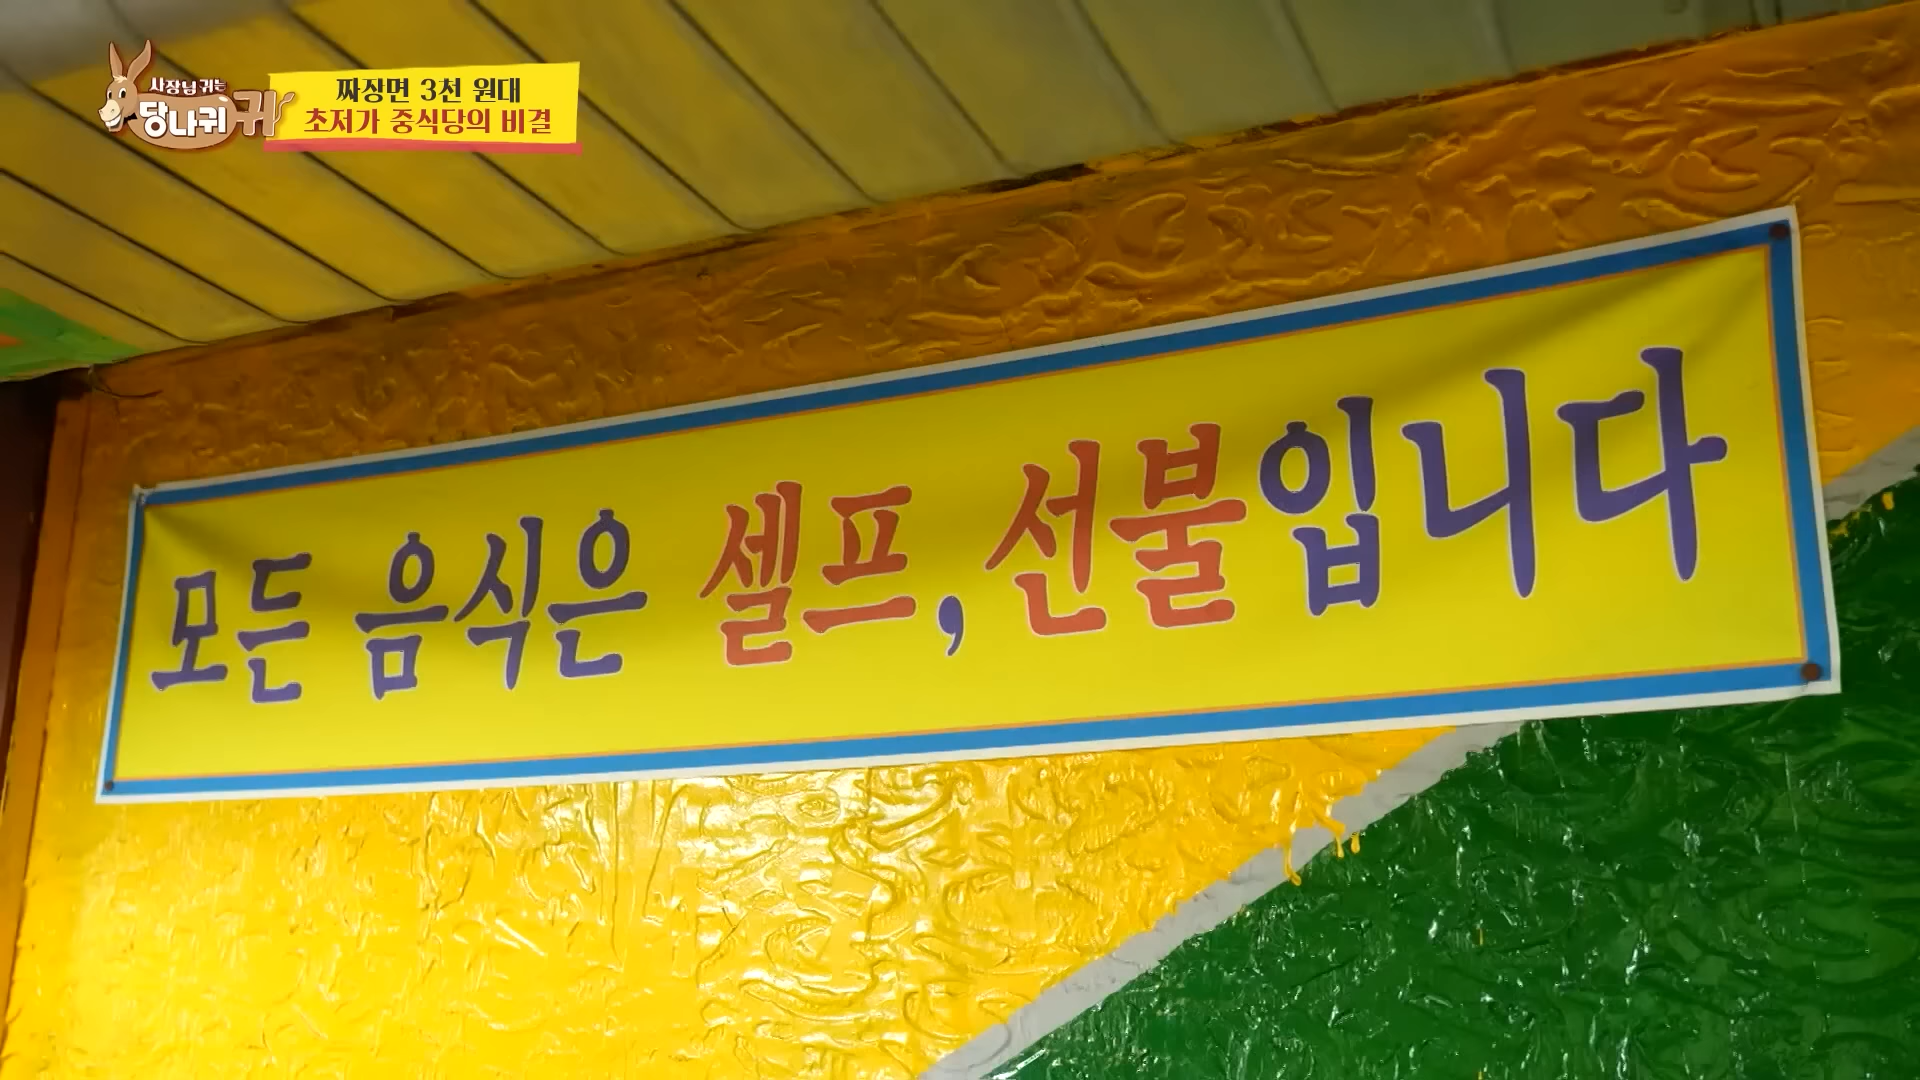 사장님 귀는
당나귀 귀
짜장면 3천 원대
초저가 중식당의 비결
모든 음식은 셀프, 선불입니다